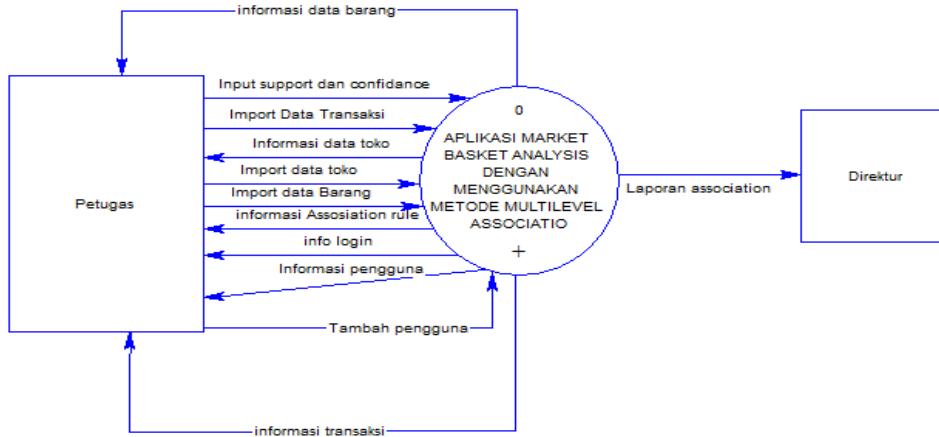 informasi data barang
Input support dan confidance
Import Data Transaksi
Informasi data toko
Import data toko
Import data Barang
informasi Assosiation rule
info login
Informasi pengguna
Tambah pengguna
informasi transaksi
Petugas
0
APLIKASI MARKET
BASKET ANALYSIS
DENGAN
MENGGUNAKAN
METODE MULTILEVEL
ASSOCIATIO
+
Laporan association
Direktur